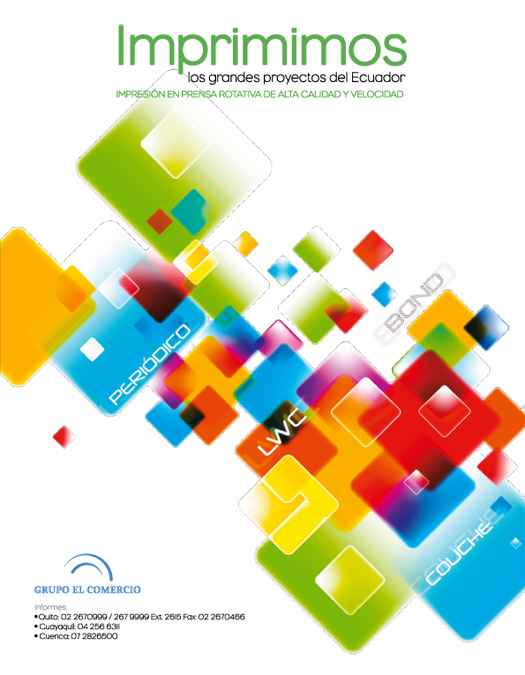 Imprimimos
los grandes proyectos del Ecuador
IMPRESIÓN EN PRENSA ROTATIVA DE ALTA CALIDAD Y VELOCIDAD
BOND
PERIÓDICO
LWC
COUCHÉ
GRUPO EL COMERCIO
Informes:
• Quito: 02 2670999 / 267 9999 Ext. 2615 Fax: 02 2670466
• Guayaquil: 04 256 6311
• Cuenca: 07 2826500